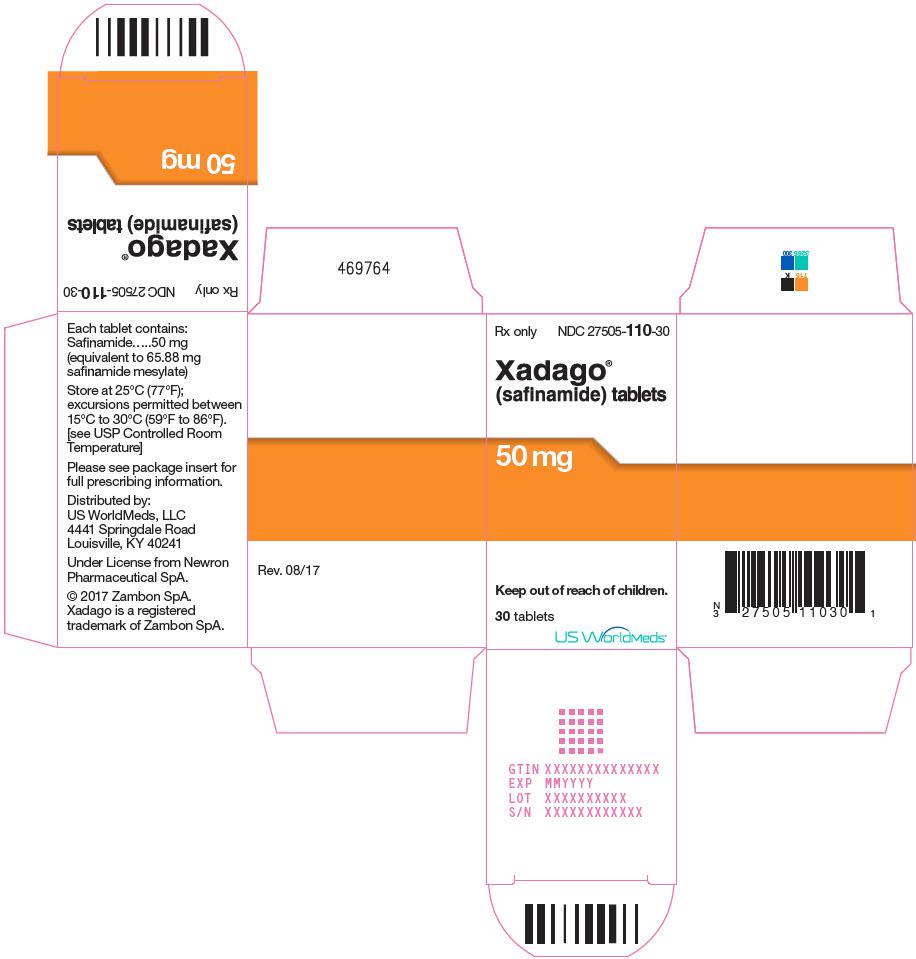 50 mg
Xadago®
(safinamide) tablets
Rx only NDC 27505-110-30
Each tablet contains:
Safinamide.....50 mg
(equivalent to 65.88 mg
safinamide mesylate)
Store at 25°C (77°F);
excursions permitted between
15°C to 30°C (59°F to 86°F).
[see USP Controlled Room
Temperature]
Please see package insert for
full prescribing information.
Distributed by:
US WorldMeds, LLC
4441 Springdale Road
Louisville, KY 40241
Under License from Newron
Pharmaceutical SpA.
© 2017 Zambon SpA.
Xadago is a registered
trademark of Zambon SpA.
469764
Rev. 08/17
Rx only NDC 27505-110-30
Xadago®
(safinamide) tablets
50 mg
Keep out of reach of children.
30 tablets
US WorldMeds
GTIN XXXXXXXXXXXXXX
EXP MMYYYY
LOT XXXXXXXXXX
S/N XXXXXXXXXXXX
K
N
3 27505 11030 1